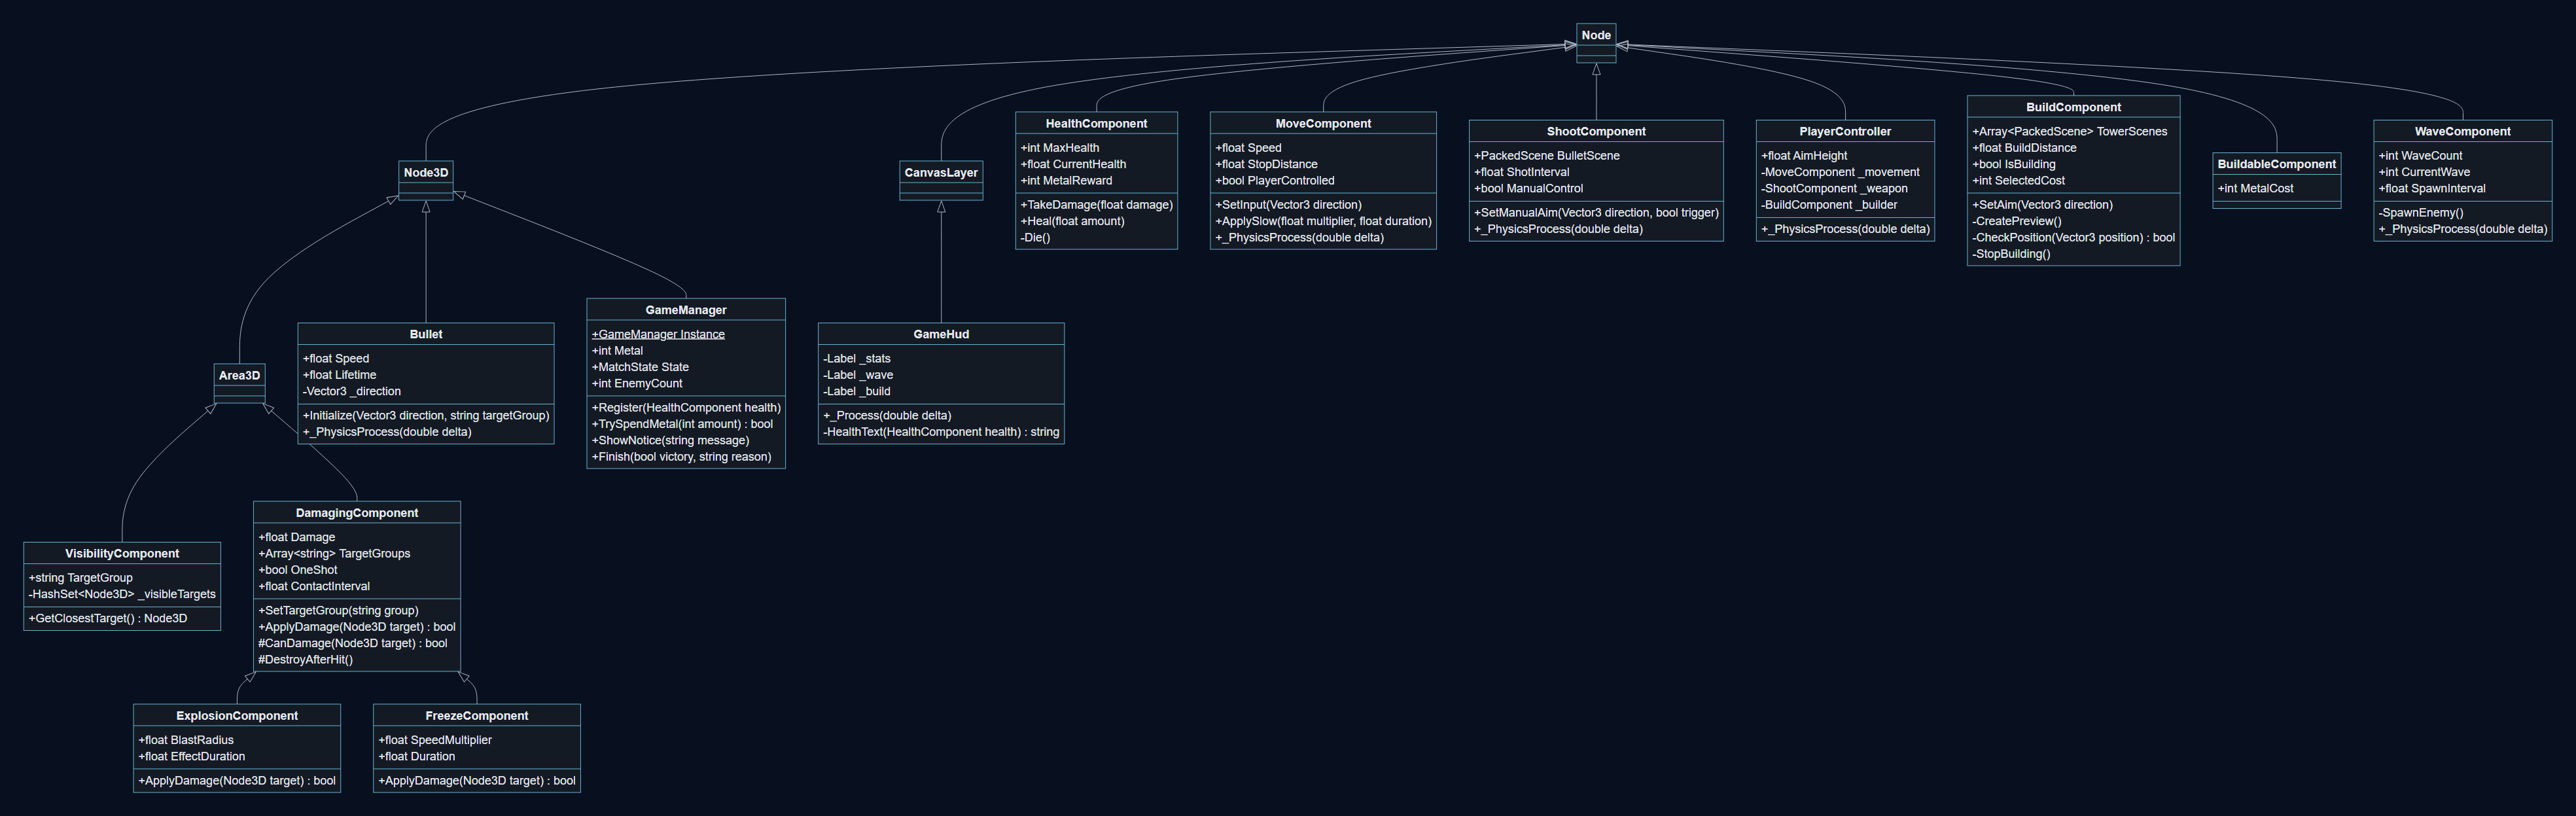 Node
HealthComponent
+int MaxHealth
+float CurrentHealth
+int MetalReward
+TakeDamage(float damage)
+Heal(float amount)
-Die()
MoveComponent
+float Speed
+float StopDistance
+bool PlayerControlled
+SetInput(Vector3 direction)
+ApplySlow(float multiplier, float duration)
+_PhysicsProcess(double delta)
ShootComponent
+PackedScene BulletScene
+float ShotInterval
+bool ManualControl
+SetManualAim(Vector3 direction, bool trigger)
+_PhysicsProcess(double delta)
PlayerController
+float AimHeight
-MoveComponent _movement
-ShootComponent _weapon
-BuildComponent _builder
+_PhysicsProcess(double delta)
BuildComponent
+Array<PackedScene> TowerScenes
+float BuildDistance
+bool IsBuilding
+int SelectedCost
+SetAim(Vector3 direction)
-CreatePreview()
-CheckPosition(Vector3 position) : bool
-StopBuilding()
BuildableComponent
+int MetalCost
WaveComponent
+int WaveCount
+int CurrentWave
+float SpawnInterval
-SpawnEnemy()
+_PhysicsProcess(double delta)
Node3D
CanvasLayer
Area3D
Bullet
+float Speed
+float Lifetime
-Vector3 _direction
+Initialize(Vector3 direction, string targetGroup)
+_PhysicsProcess(double delta)
GameManager
+GameManager Instance
+int Metal
+MatchState State
+int EnemyCount
+Register(HealthComponent health)
+TrySpendMetal(int amount) : bool
+ShowNotice(string message)
+Finish(bool victory, string reason)
GameHud
-Label _stats
-Label _wave
-Label _build
+_Process(double delta)
-HealthText(HealthComponent health) : string
VisibilityComponent
+string TargetGroup
-HashSet<Node3D> _visibleTargets
+GetClosestTarget() : Node3D
DamagingComponent
+float Damage
+Array<string> TargetGroups
+bool OneShot
+float ContactInterval
+SetTargetGroup(string group)
+ApplyDamage(Node3D target) : bool
#CanDamage(Node3D target) : bool
#DestroyAfterHit()
ExplosionComponent
+float BlastRadius
+float EffectDuration
+ApplyDamage(Node3D target) : bool
FreezeComponent
+float SpeedMultiplier
+float Duration
+ApplyDamage(Node3D target) : bool